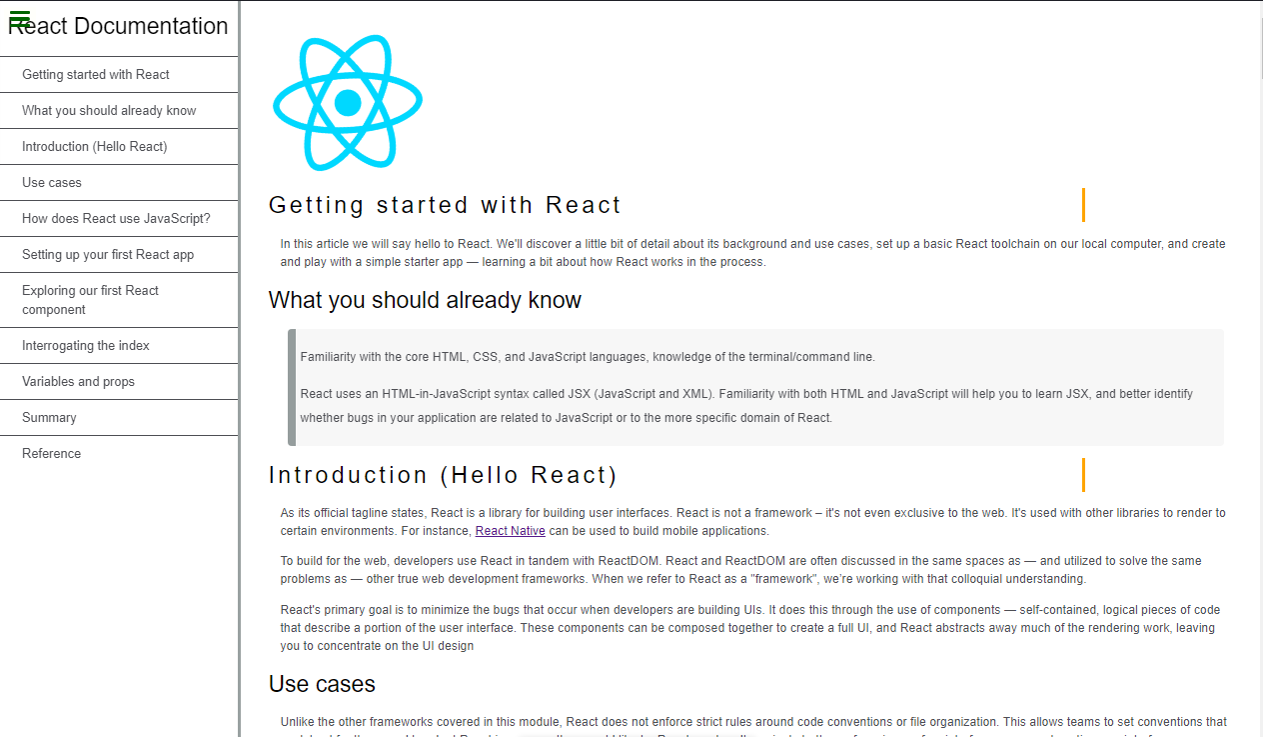 React Documentation
Getting started with React
What you should already know
Introduction (Hello React)
Use cases
How does React use JavaScript?
Setting up your first React app
Exploring our first React
component
Interrogating the index
Variables and props
Summary
Reference
Getting started with React
In this article we will say hello to React. We'll discover a little bit of detail about its background and use cases, set up a basic React toolchain on our local computer, and create
and play with a simple starter app — learning a bit about how React works in the process.
What you should already know
Familiarity with the core HTML, CSS, and JavaScript languages, knowledge of the terminal/command line.
React uses an HTML-in-JavaScript syntax called JSX (JavaScript and XML). Familiarity with both HTML and JavaScript will help you to learn JSX, and better identify
whether bugs in your application are related to JavaScript or to the more specific domain of React.
Introduction (Hello React)
As its official tagline states, React is a library for building user interfaces. React is not a framework – it's not even exclusive to the web. It's used with other libraries to render to
certain environments. For instance, React Native can be used to build mobile applications.
To build for the web, developers use React in tandem with ReactDOM. React and ReactDOM are often discussed in the same spaces as — and utilized to solve the same
problems as — other true web development frameworks. When we refer to React as a "framework", we're working with that colloquial understanding.
React's primary goal is to minimize the bugs that occur when developers are building UIs. It does this through the use of components — self-contained, logical pieces of code
that describe a portion of the user interface. These components can be composed together to create a full UI, and React abstracts away much of the rendering work, leaving
you to concentrate on the UI design
Use cases
Unlike the other frameworks covered in this module, React does not enforce strict rules around code conventions or file organization. This allows teams to set conventions that